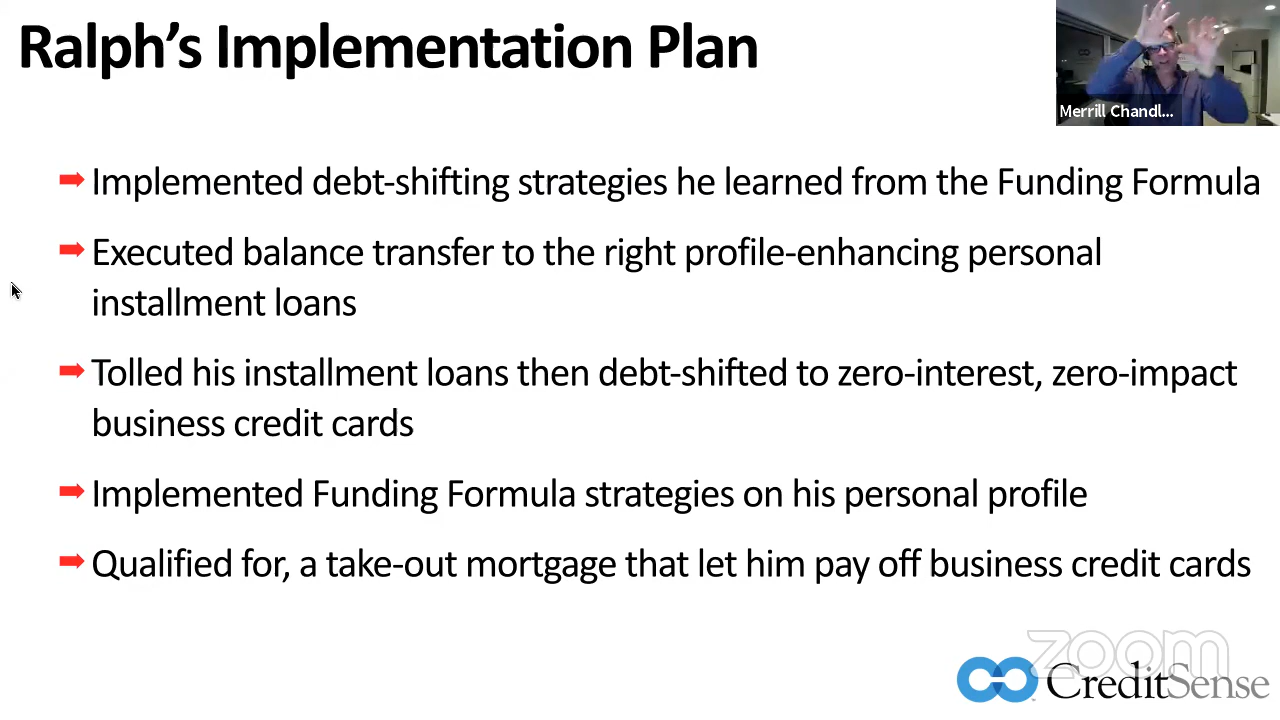 Ralph's Implementation Plan
Merrill Chandl...
Implemented debt-shifting strategies he learned from the Funding Formula
Executed balance transfer to the right profile-enhancing personal
installment loans
Tolled his installment loans then debt-shifted to zero-interest, zero-impact
business credit cards
Implemented Funding Formula strategies on his personal profile
Qualified for, a take-out mortgage that let him pay off business credit cards
zoom
CreditSense